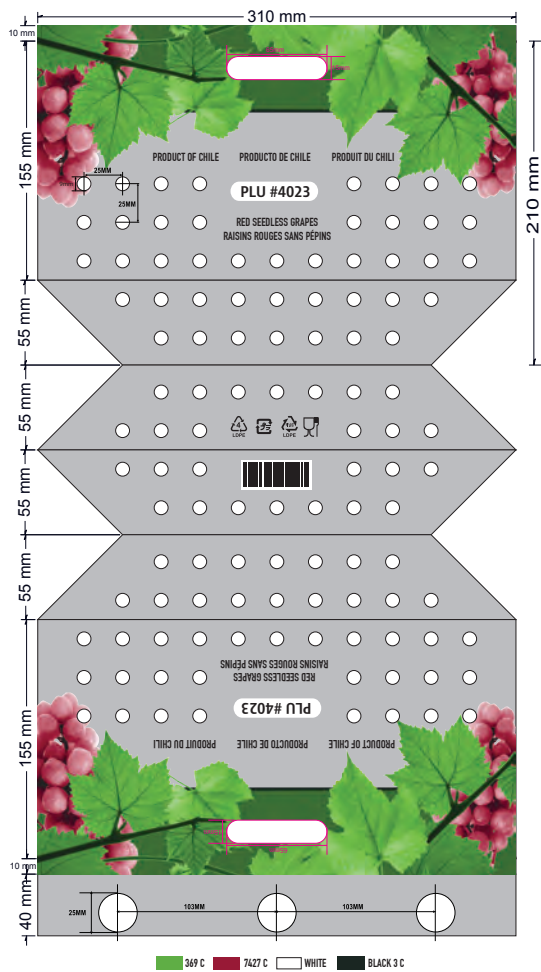 310 mm
10 mm
PRODUCT OF CHILE PRODUCTO DE CHILE PRODUIT DU CHILI
25MM
PLU #4023
25MM
RED SEEDLESS GRAPES
RAISINS ROUGES SANS PÉPINS
155 mm
210 mm
55 mm
55 mm
4
LDPE
LDPE
55 mm
55 mm
RAISINS ROUGES SANS PÉPINS
RED SEEDLESS GRAPES
PLU #4023
PRODUIT DU CHILI PRODUCTO DE CHILE PRODUCT OF CHILE
155 mm
10 mm
40 mm
25MM
103MM
103MM
369 C 7427 C WHITE BLACK 3 C